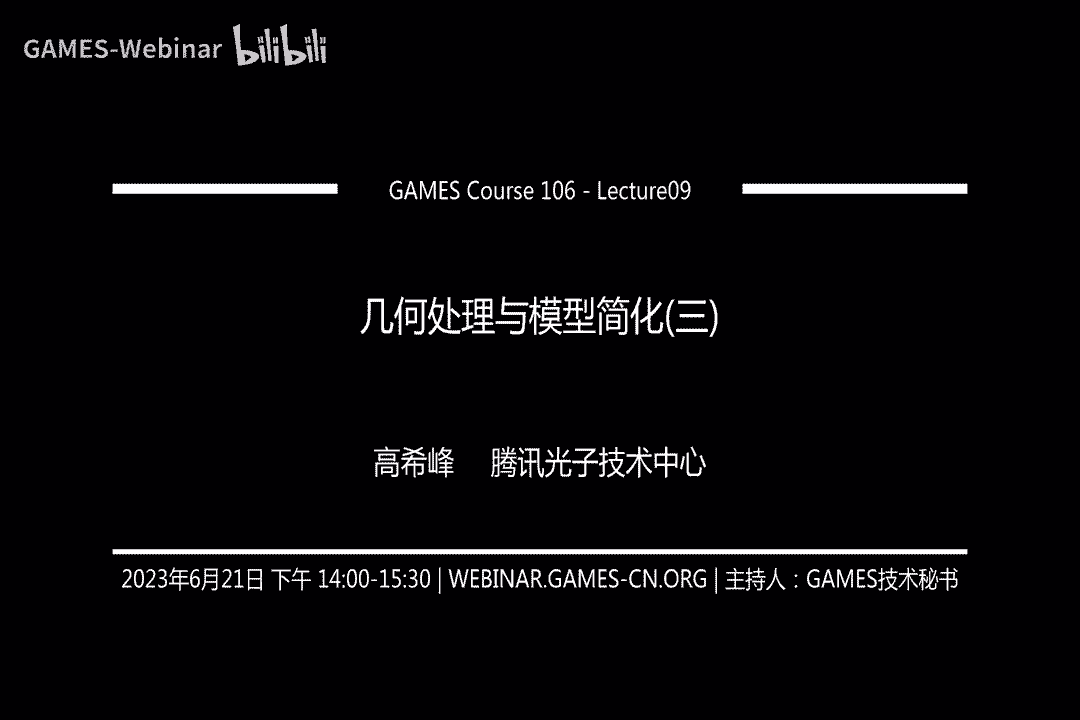 GAMES-Webinar bilibili
GAMES Course 106 - Lecture09
几何处理与模型简化(三)
高希峰 腾讯光子技术中心
2023年6月21日 下午 14:00-15:30 | WEBINAR.GAMES-CN.ORG | 主持人：GAMES技术秘书